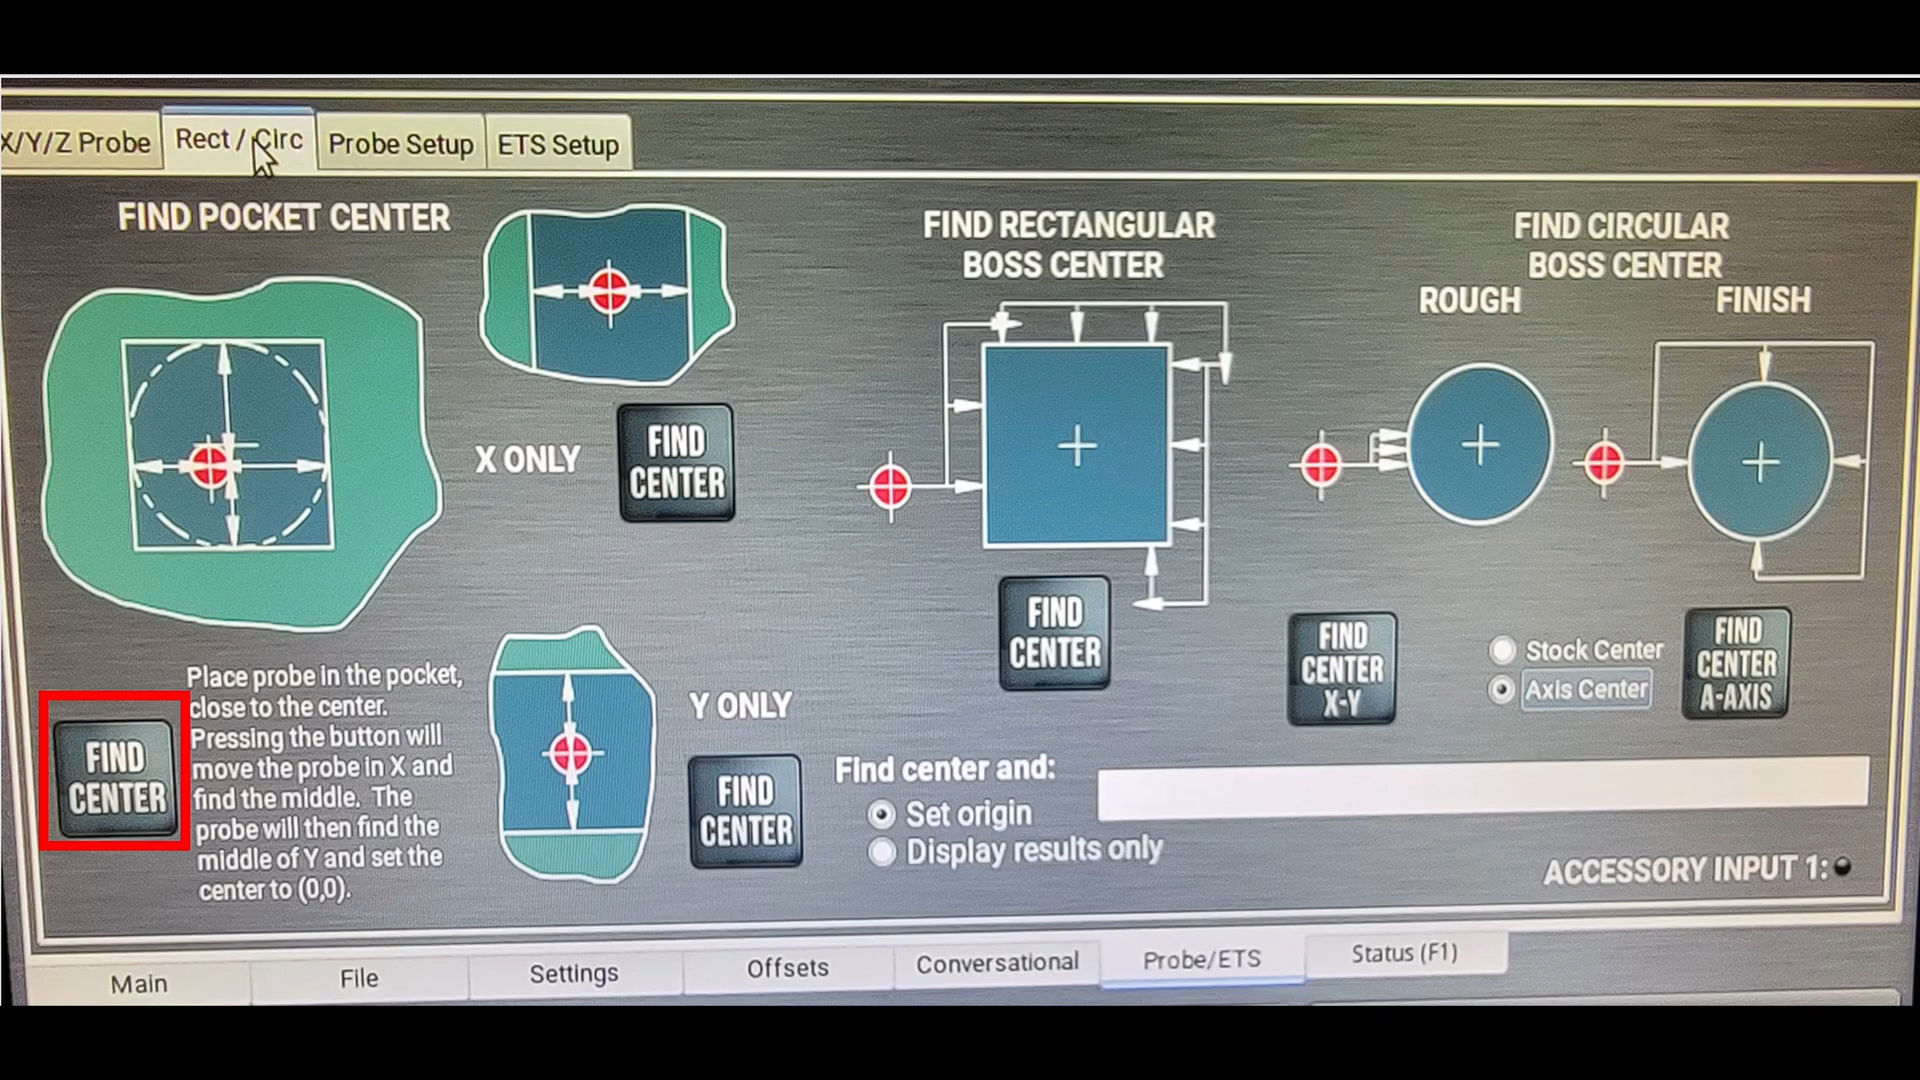 X/Y/Z Probe
Rect / Circ
Probe Setup
ETS Setup
FIND POCKET CENTER
X ONLY
FIND
CENTER
FIND
CENTER
Place probe in the pocket,
close to the center.
Pressing the button will
move the probe in X and
find the middle. The
probe will then find the
middle of Y and set the
center to (0,0).
Y ONLY
FIND
CENTER
FIND RECTANGULAR
BOSS CENTER
FIND
CENTER
FIND CIRCULAR
BOSS CENTER
ROUGH
FINISH
FIND
CENTER
X-Y
Stock Center
Axis Center
FIND
CENTER
A-AXIS
Find center and:
Set origin
Display results only
ACCESSORY INPUT 1:
Main
File
Settings
Offsets
Conversational
Probe/ETS
Status (F1)